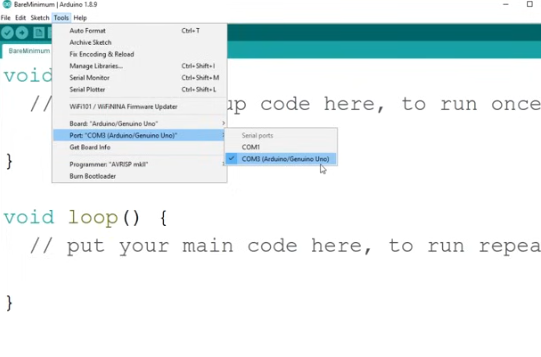 BareMinimum | Arduino 1.8.9
File Edit Sketch Tools Help
Auto Format Ctrl+T
Archive Sketch
Fix Encoding & Reload
Manage Libraries... Ctrl+Shift+I
Serial Monitor Ctrl+Shift+M
Serial Plotter Ctrl+Shift+L
WiFi101 / WiFiNINA Firmware Updater
Board: "Arduino/Genuino Uno"
Port: "COM3 (Arduino/Genuino Uno)"
Get Board Info
Programmer: "AVRISP mkII"
Burn Bootloader
Serial ports
COM1
COM3 (Arduino/Genuino Uno)
BareMinimum
void
// up code here, to run once
}
void loop() {
// put your main code here, to run repea
}